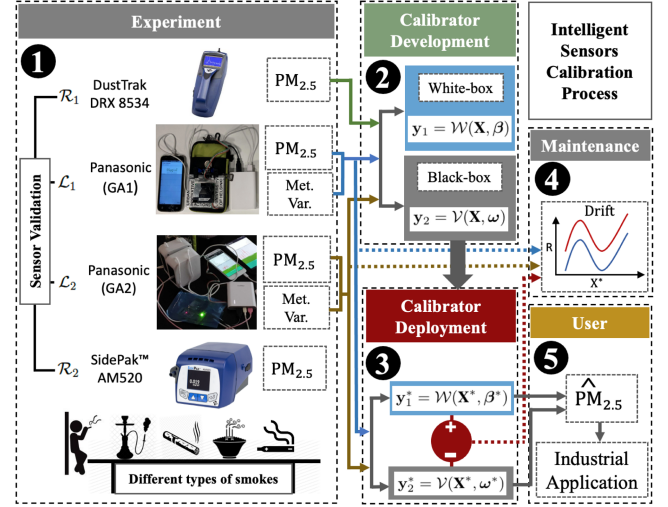 Experiment
1
R₁
DustTrak
DRX 8534
PM₂.₅
L₁
Panasonic
(GA1)
PM₂.₅
Met.
Var.
Sensor Validation
L₂
Panasonic
(GA2)
PM₂.₅
Met.
Var.
R₂
SidePak™
AM520
PM₂.₅
Different types of smokes
Calibrator
Development
2
White-box
y₁ = W(X, β)
Black-box
y₂ = V(X, ω)
Calibrator
Deployment
3
y₁* = W(X*, β*)
+
−
y₂* = V(X*, ω*)
Intelligent
Sensors
Calibration
Process
Maintenance
4
Drift
R
X*
User
5
P̂M₂.₅
Industrial
Application